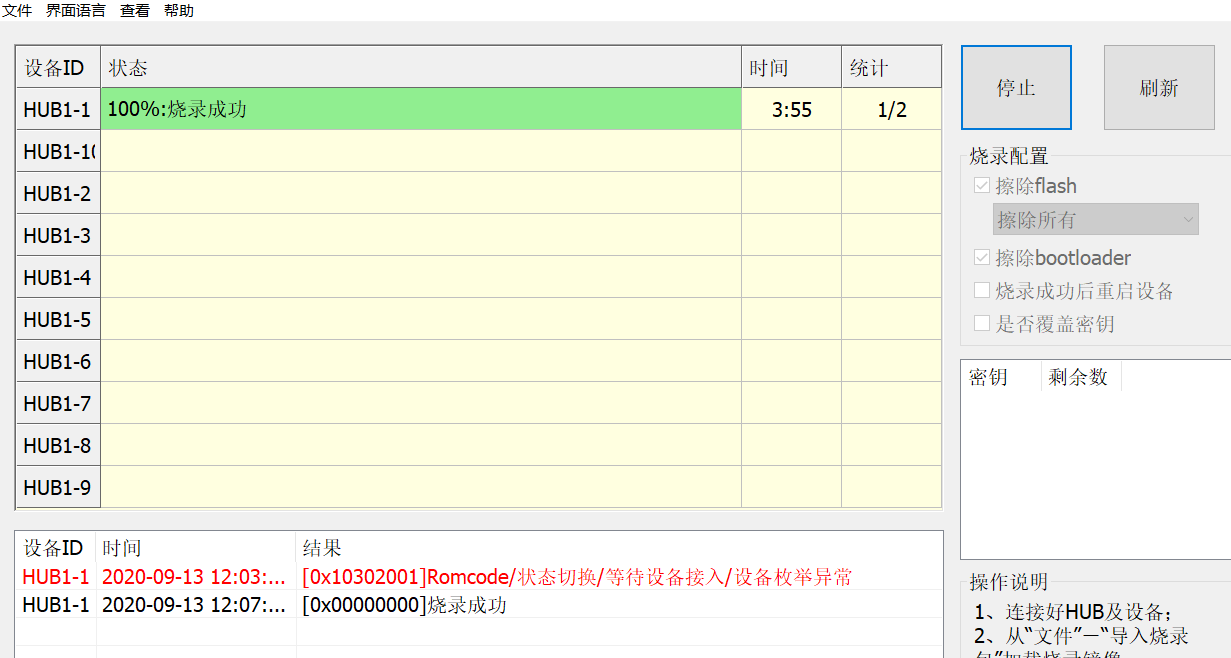 文件 界面语言 查看 帮助
设备ID 状态 时间 统计
HUB1-1 100%:烧录成功 3:55 1/2
HUB1-10
HUB1-2
HUB1-3
HUB1-4
HUB1-5
HUB1-6
HUB1-7
HUB1-8
HUB1-9
设备ID 时间 结果
HUB1-1 2020-09-13 12:03:... [0x10302001]Romcode/状态切换/等待设备接入/设备枚举异常
HUB1-1 2020-09-13 12:07:... [0x00000000]烧录成功
停止 刷新
烧录配置
擦除flash
擦除所有
擦除bootloader
烧录成功后重启设备
是否覆盖密钥
密钥 剩余数
操作说明
1、连接好HUB及设备；
2、从“文件”－“导入烧录
包”加载烧录镜像